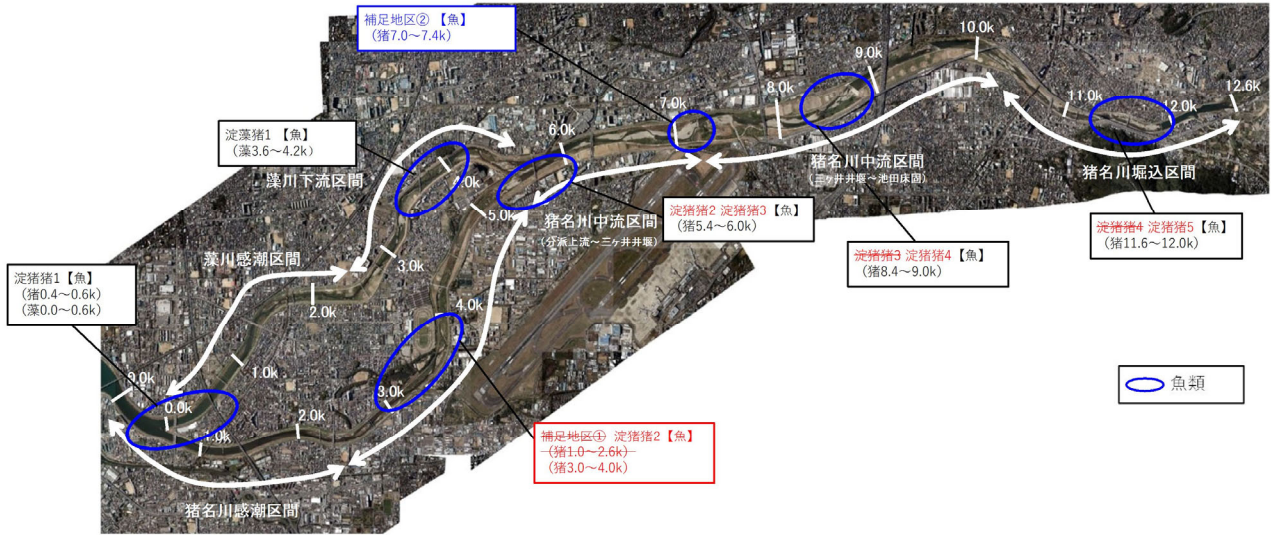 補足地区② 【魚】
(猪7.0～7.4k)
淀藻猪1 【魚】
(藻3.6～4.2k)
藻川下流区間
藻川感潮区間
淀猪猪1【魚】
(猪0.4～0.6k)
(藻0.0～0.6k)
猪名川感潮区間
補足地区① 淀猪猪2【魚】
(猪1.0～2.6k)
(猪3.0～4.0k)
猪名川中流区間
(分派上流～三ヶ井井堰)
淀猪猪2 淀猪猪3【魚】
(猪5.4～6.0k)
猪名川中流区間
(三ヶ井井堰～池田床固)
淀猪猪3 淀猪猪4【魚】
(猪8.4～9.0k)
猪名川堀込区間
淀猪猪4 淀猪猪5【魚】
(猪11.6～12.0k)
0.0k
0.0k
1.0k
2.0k
3.0k
4.0k
1.0k
2.0k
3.0k
4.0k
5.0k
6.0k
7.0k
8.0k
9.0k
10.0k
11.0k
12.0k
12.6k
魚類